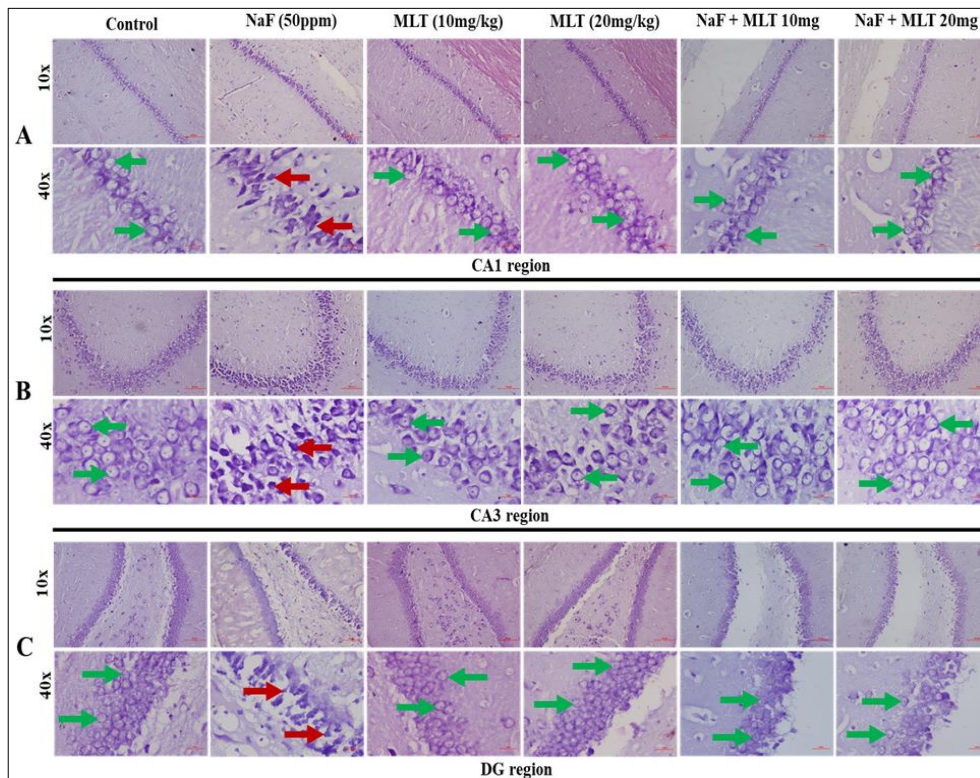 Control NaF (50ppm) MLT (10mg/kg) MLT (20mg/kg) NaF + MLT 10mg NaF + MLT 20mg
10x
A
40x
CA1 region
10x
B
40x
CA3 region
10x
C
40x
DG region